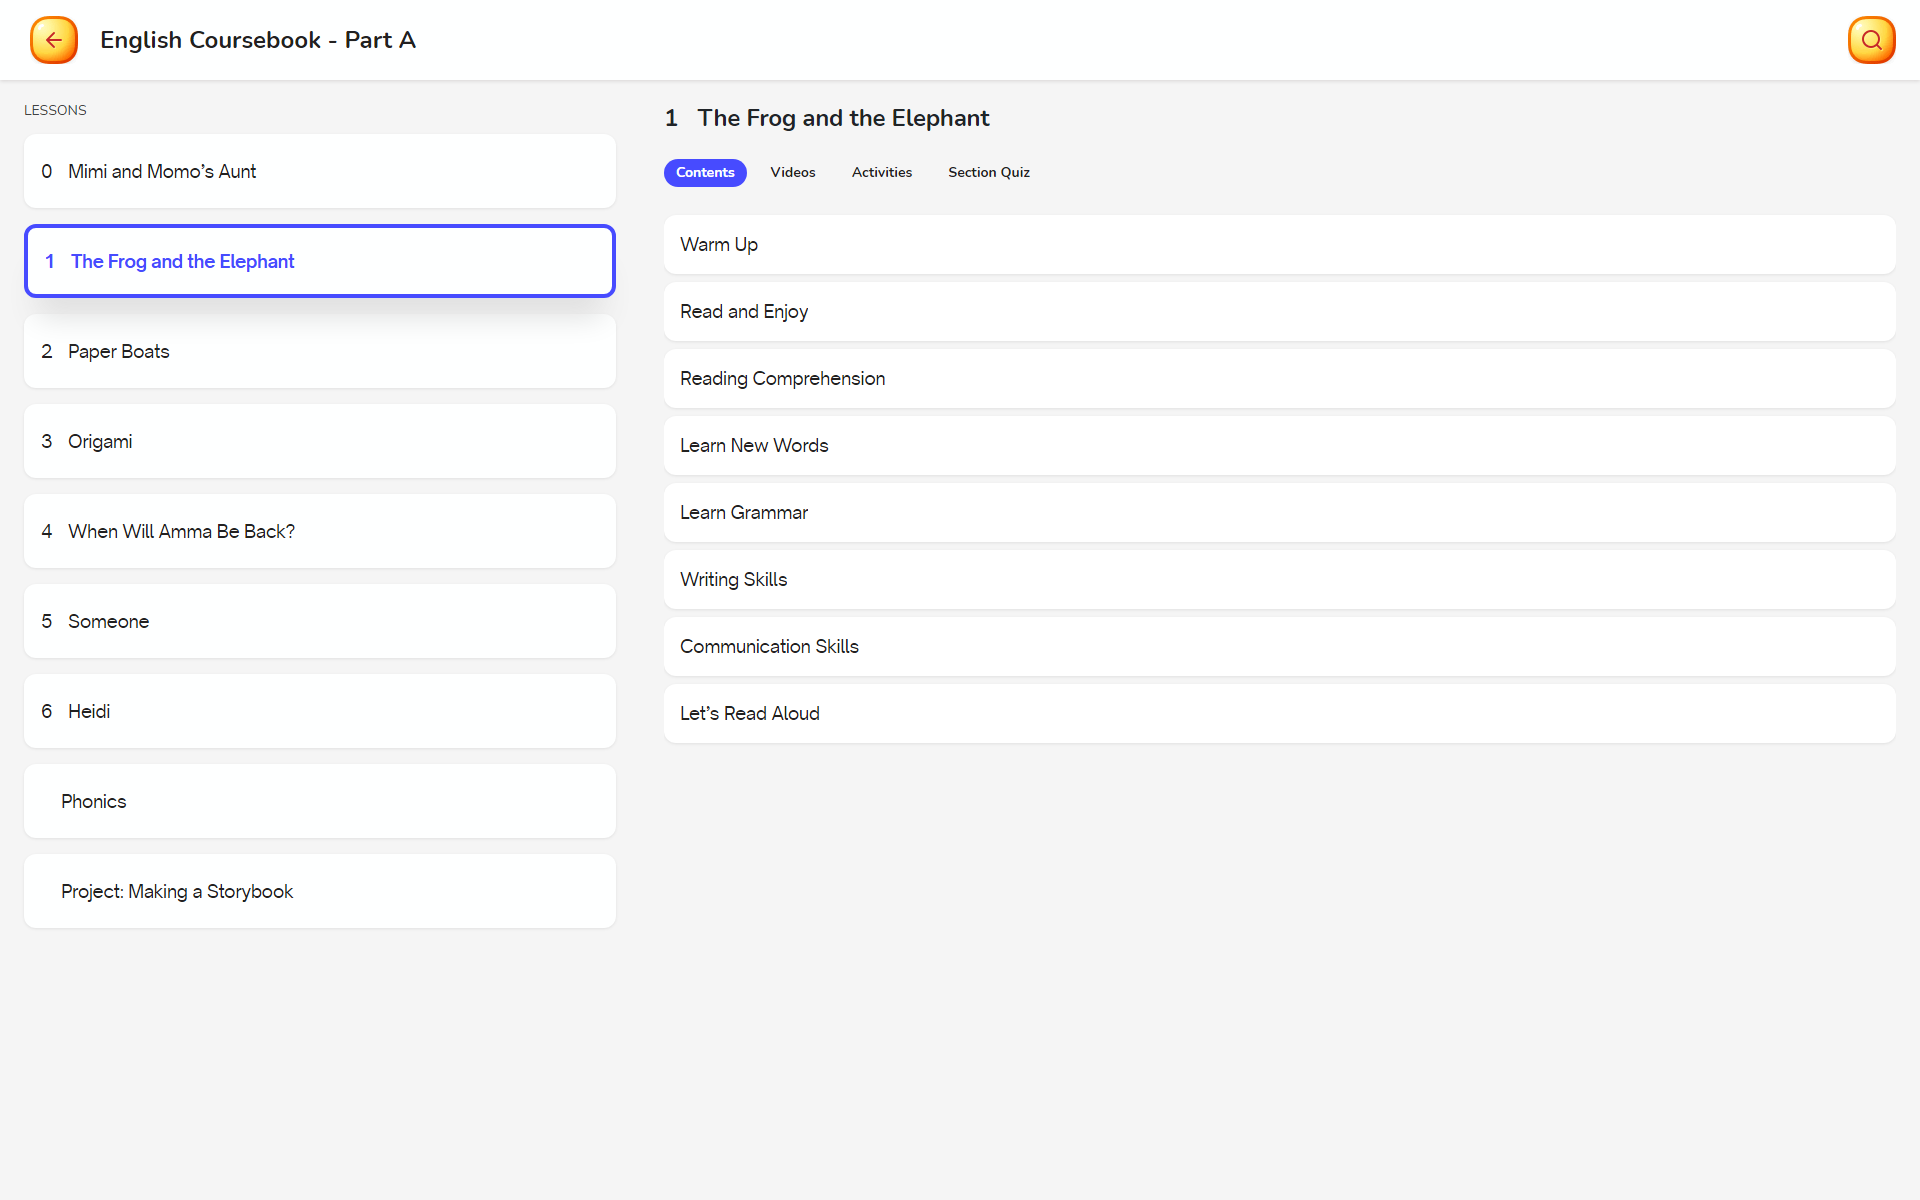 English Coursebook - Part A
LESSONS
0 Mimi and Momo’s Aunt
1 The Frog and the Elephant
2 Paper Boats
3 Origami
4 When Will Amma Be Back?
5 Someone
6 Heidi
Phonics
Project: Making a Storybook
1 The Frog and the Elephant
Contents Videos Activities Section Quiz
Warm Up
Read and Enjoy
Reading Comprehension
Learn New Words
Learn Grammar
Writing Skills
Communication Skills
Let’s Read Aloud